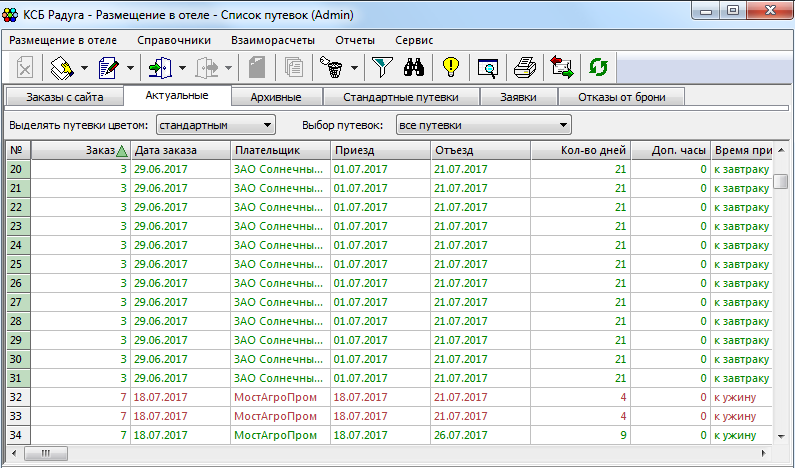 КСБ Радуга - Размещение в отеле - Список путевок (Admin)
Размещение в отеле Справочники Взаиморасчеты Отчеты Сервис
Заказы с сайта Актуальные Архивные Стандартные путевки Заявки Отказы от брони
Выделять путевки цветом: стандартным Выбор путевок: все путевки
№ Заказ Дата заказа Плательщик Приезд Отъезд Кол-во дней Доп. часы Время при
20 3 29.06.2017 ЗАО Солнечны... 01.07.2017 21.07.2017 21 0 к завтраку
21 3 29.06.2017 ЗАО Солнечны... 01.07.2017 21.07.2017 21 0 к завтраку
22 3 29.06.2017 ЗАО Солнечны... 01.07.2017 21.07.2017 21 0 к завтраку
23 3 29.06.2017 ЗАО Солнечны... 01.07.2017 21.07.2017 21 0 к завтраку
24 3 29.06.2017 ЗАО Солнечны... 01.07.2017 21.07.2017 21 0 к завтраку
25 3 29.06.2017 ЗАО Солнечны... 01.07.2017 21.07.2017 21 0 к завтраку
26 3 29.06.2017 ЗАО Солнечны... 01.07.2017 21.07.2017 21 0 к завтраку
27 3 29.06.2017 ЗАО Солнечны... 01.07.2017 21.07.2017 21 0 к завтраку
28 3 29.06.2017 ЗАО Солнечны... 01.07.2017 21.07.2017 21 0 к завтраку
29 3 29.06.2017 ЗАО Солнечны... 01.07.2017 21.07.2017 21 0 к завтраку
30 3 29.06.2017 ЗАО Солнечны... 01.07.2017 21.07.2017 21 0 к завтраку
31 3 29.06.2017 ЗАО Солнечны... 01.07.2017 21.07.2017 21 0 к завтраку
32 7 18.07.2017 МостАгроПром 18.07.2017 21.07.2017 4 0 к ужину
33 7 18.07.2017 МостАгроПром 18.07.2017 21.07.2017 4 0 к ужину
34 7 18.07.2017 МостАгроПром 18.07.2017 26.07.2017 9 0 к ужину